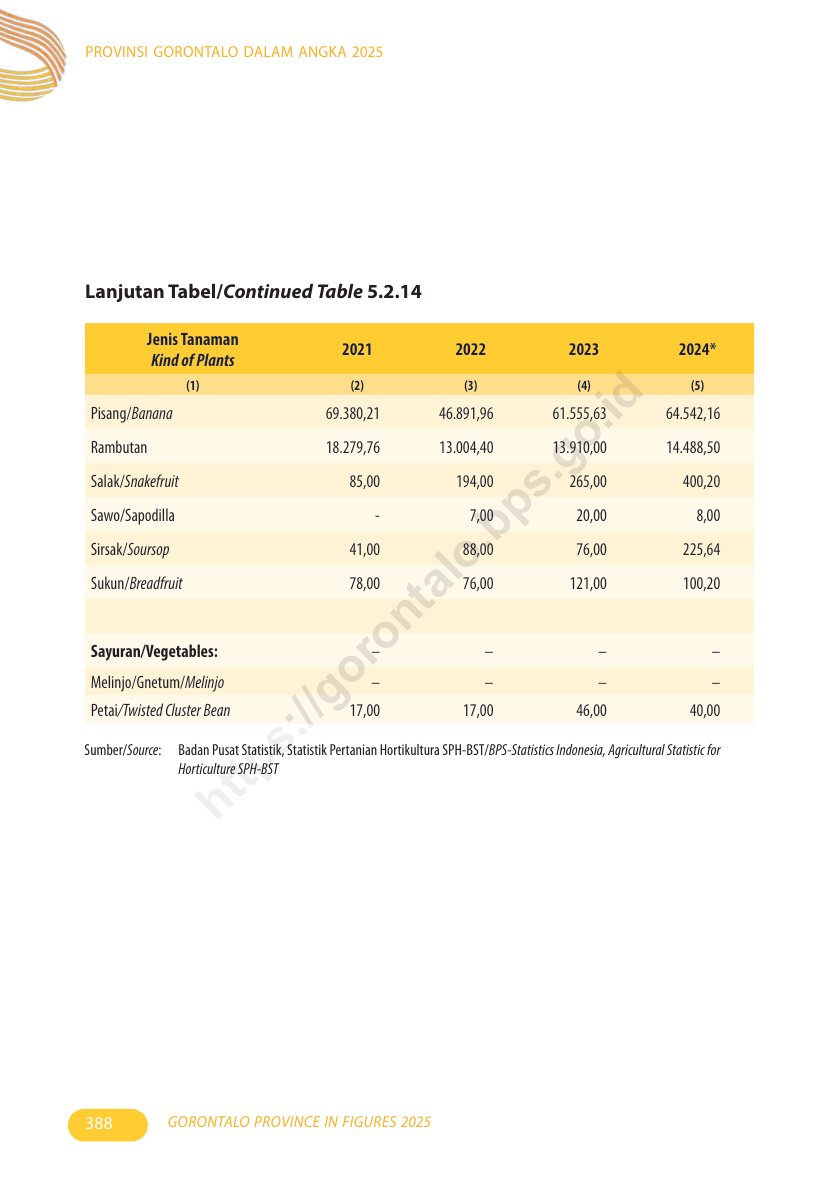 PROVINSI GORONTALO DALAM ANGKA 2025
Lanjutan Tabel/Continued Table 5.2.14
Jenis Tanaman
Kind of Plants
2021 2022 2023 2024*
(1) (2) (3) (4) (5)
Pisang/Banana 69.380,21 46.891,96 61.555,63 64.542,16
Rambutan 18.279,76 13.004,40 13.910,00 14.488,50
Salak/Snakefruit 85,00 194,00 265,00 400,20
Sawo/Sapodilla - 7,00 20,00 8,00
Sirsak/Soursop 41,00 88,00 76,00 225,64
Sukun/Breadfruit 78,00 76,00 121,00 100,20
Sayuran/Vegetables: – – – –
Melinjo/Gnetum/Melinjo – – – –
Petai/Twisted Cluster Bean 17,00 17,00 46,00 40,00
Sumber/Source: Badan Pusat Statistik, Statistik Pertanian Hortikultura SPH-BST/BPS-Statistics Indonesia, Agricultural Statistic for
Horticulture SPH-BST
https://gorontalo.bps.go.id
388 GORONTALO PROVINCE IN FIGURES 2025